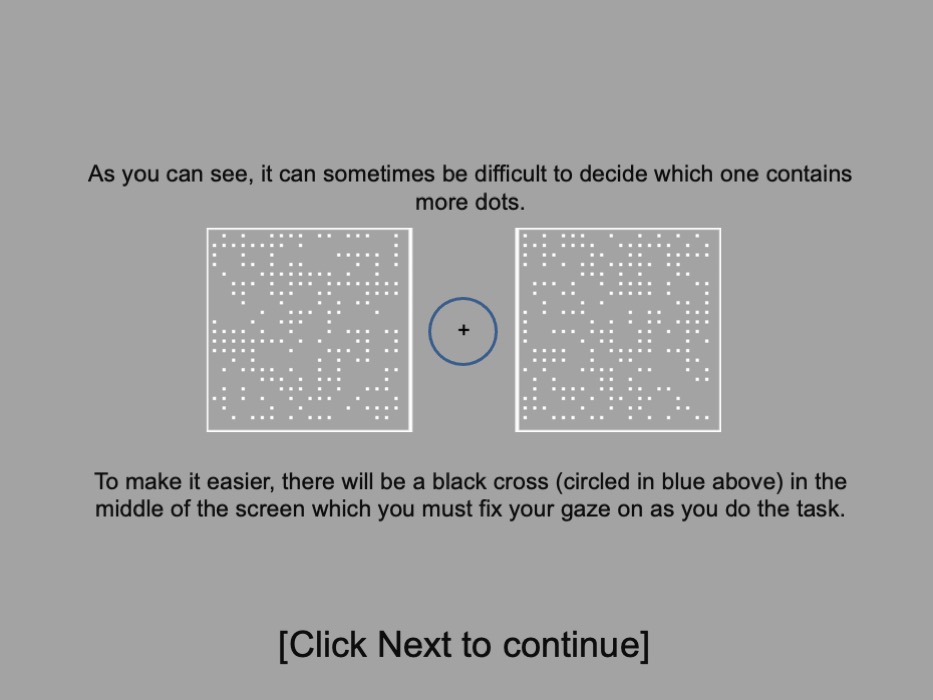 As you can see, it can sometimes be difficult to decide which one contains
more dots.
+
To make it easier, there will be a black cross (circled in blue above) in the
middle of the screen which you must fix your gaze on as you do the task.
[Click Next to continue]